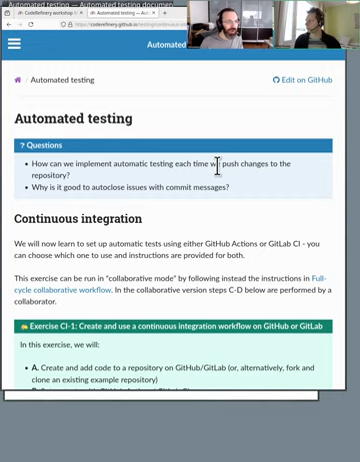 Automated testing — Automated testing documen
CodeRefinery workshop
Automated testing — Aut
https://coderefinery.github.io/testing/continuous-
Automated
Automated testing
Edit on GitHub
Automated testing
? Questions
• How can we implement automatic testing each time we push changes to the
repository?
• Why is it good to autoclose issues with commit messages?
Continuous integration
We will now learn to set up automatic tests using either GitHub Actions or GitLab CI - you
can choose which one to use and instructions are provided for both.
This exercise can be run in "collaborative mode" by following instead the instructions in Full-
cycle collaborative workflow. In the collaborative version steps C-D below are performed by a
collaborator.
Exercise CI-1: Create and use a continuous integration workflow on GitHub or GitLab
In this exercise, we will:
• A. Create and add code to a repository on GitHub/GitLab (or, alternatively, fork and
clone an existing example repository)